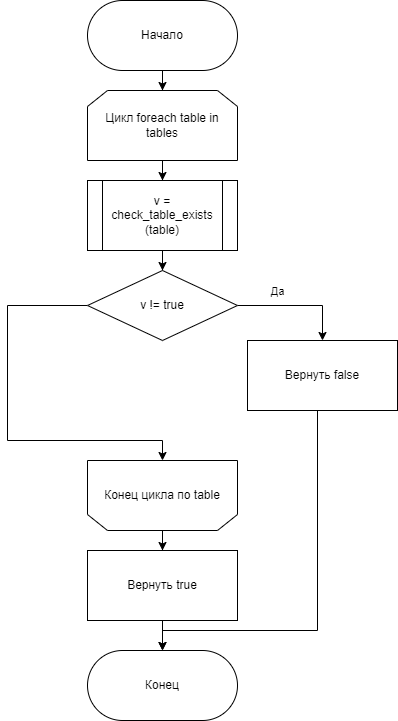 Начало
Цикл foreach table in
tables
v =
check_table_exists
(table)
v != true
Да
Вернуть false
Конец цикла по table
Вернуть true
Конец